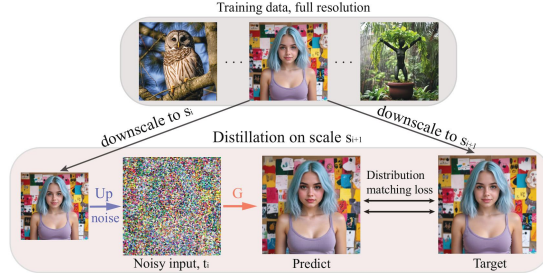 Training data, full resolution
... ...
downscale to si
downscale to si+1
Distillation on scale si+1
Up
noise
G
Distribution
matching loss
Noisy input, ti
Predict
Target